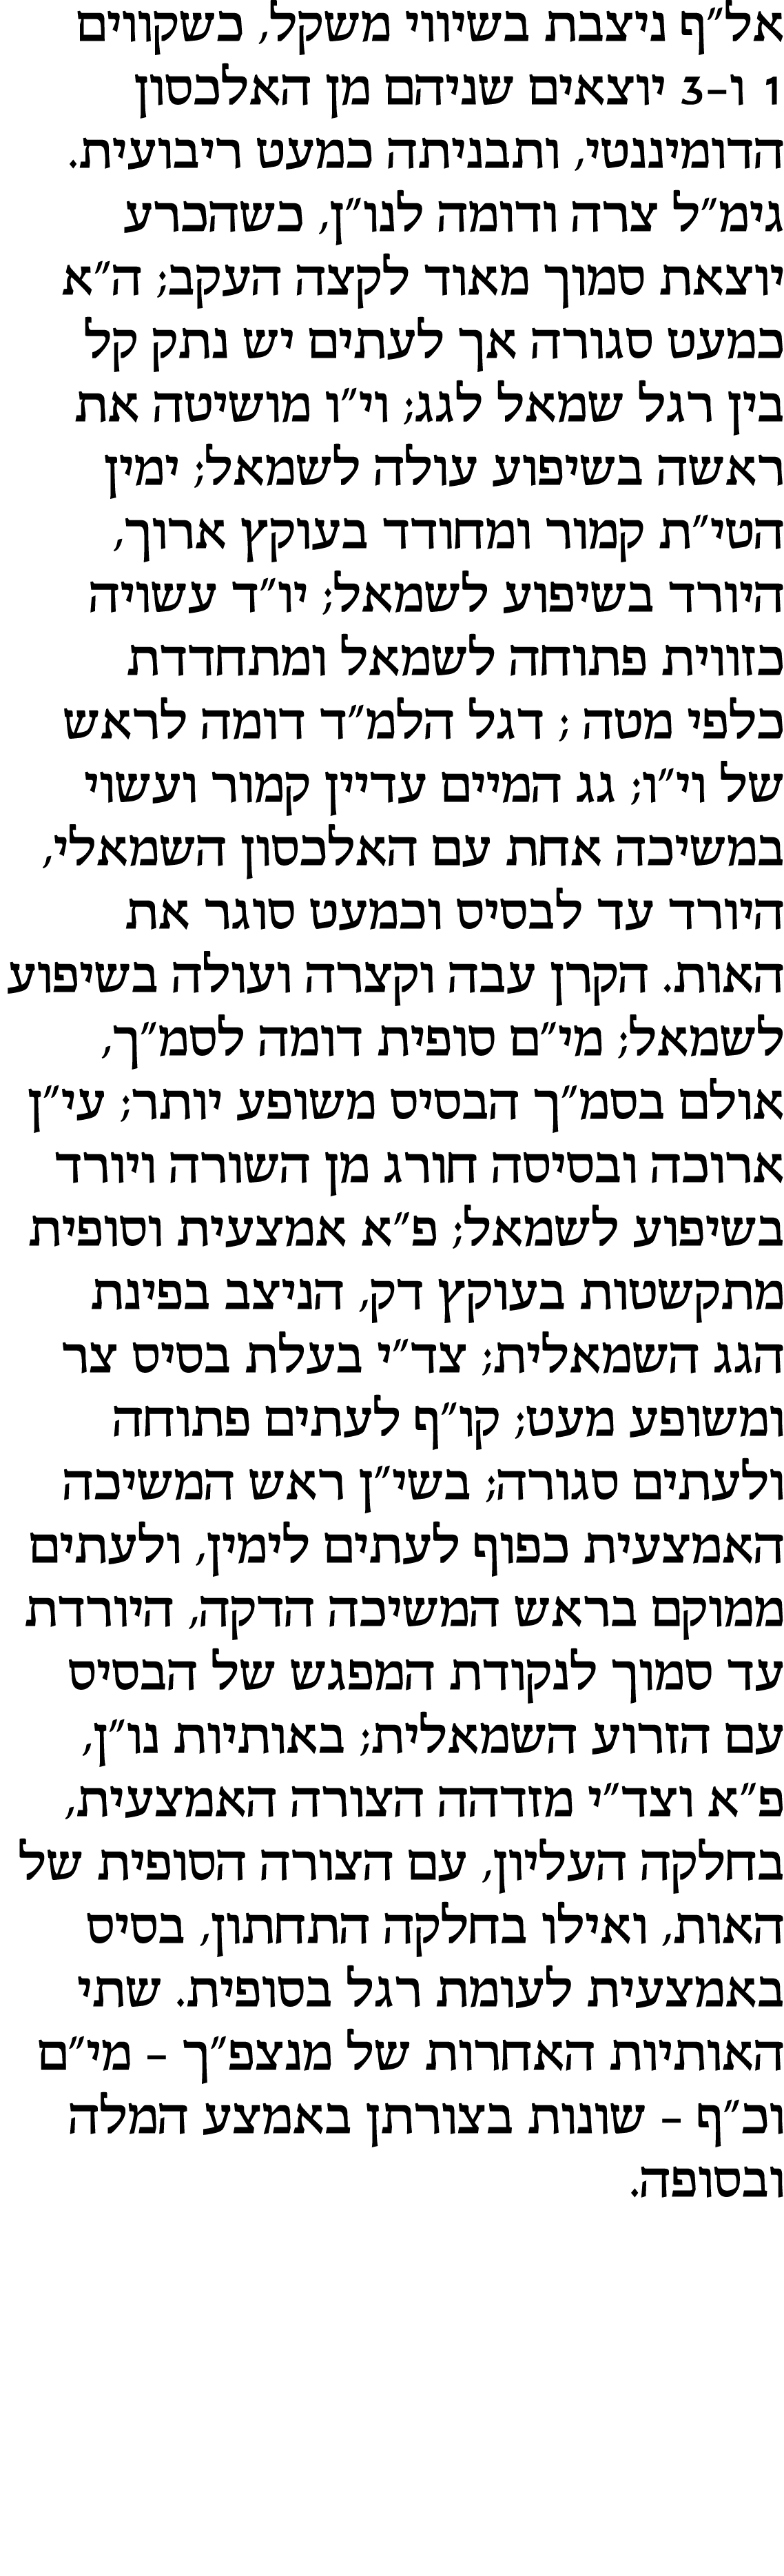 אל״ף ניצבת בשיווי משקל, כשקווים
1 ו–3 יוצאים שניהם מן האלכסון
הדומיננטי, ותבניתה כמעט ריבועית.
גימ״ל צרה ודומה לנו״ן, כשהכרע
יוצאת סמוך מאוד לקצה העקב; ה״א
כמעט סגורה אך לעתים יש נתק קל
בין רגל שמאל לגג; וי״ו מושיטה את
ראשה בשיפוע עולה לשמאל; ימין
הטי״ת קמור ומחודד בעוקץ ארוך,
היורד בשיפוע לשמאל; יו״ד עשויה
כזווית פתוחה לשמאל ומתחדדת
כלפי מטה ; דגל הלמ״ד דומה לראש
של וי״ו; גג המיים עדיין קמור ועשוי
במשיכה אחת עם האלכסון השמאלי,
היורד עד לבסיס וכמעט סוגר את
האות. הקרן עבה וקצרה ועולה בשיפוע
לשמאל; מי״ם סופית דומה לסמ״ך,
אולם בסמ״ך הבסיס משופע יותר; עי״ן
ארוכה ובסיסה חורג מן השורה ויורד
בשיפוע לשמאל; פ״א אמצעית וסופית
מתקשטות בעוקץ דק, הניצב בפינת
הגג השמאלית; צד״י בעלת בסיס צר
ומשופע מעט; קו״ף לעתים פתוחה
ולעתים סגורה; בשי״ן ראש המשיכה
האמצעית כפוף לעתים לימין, ולעתים
ממוקם בראש המשיכה הדקה, היורדת
עד סמוך לנקודת המפגש של הבסיס
עם הזרוע השמאלית; באותיות נו״ן,
פ״א וצד״י מזדהה הצורה האמצעית,
בחלקה העליון, עם הצורה הסופית של
האות, ואילו בחלקה התחתון, בסיס
באמצעית לעומת רגל בסופית. שתי
האותיות האחרות של מנצפ״ך – מי״ם
וכ״ף – שונות בצורתן באמצע המלה
ובסופה.